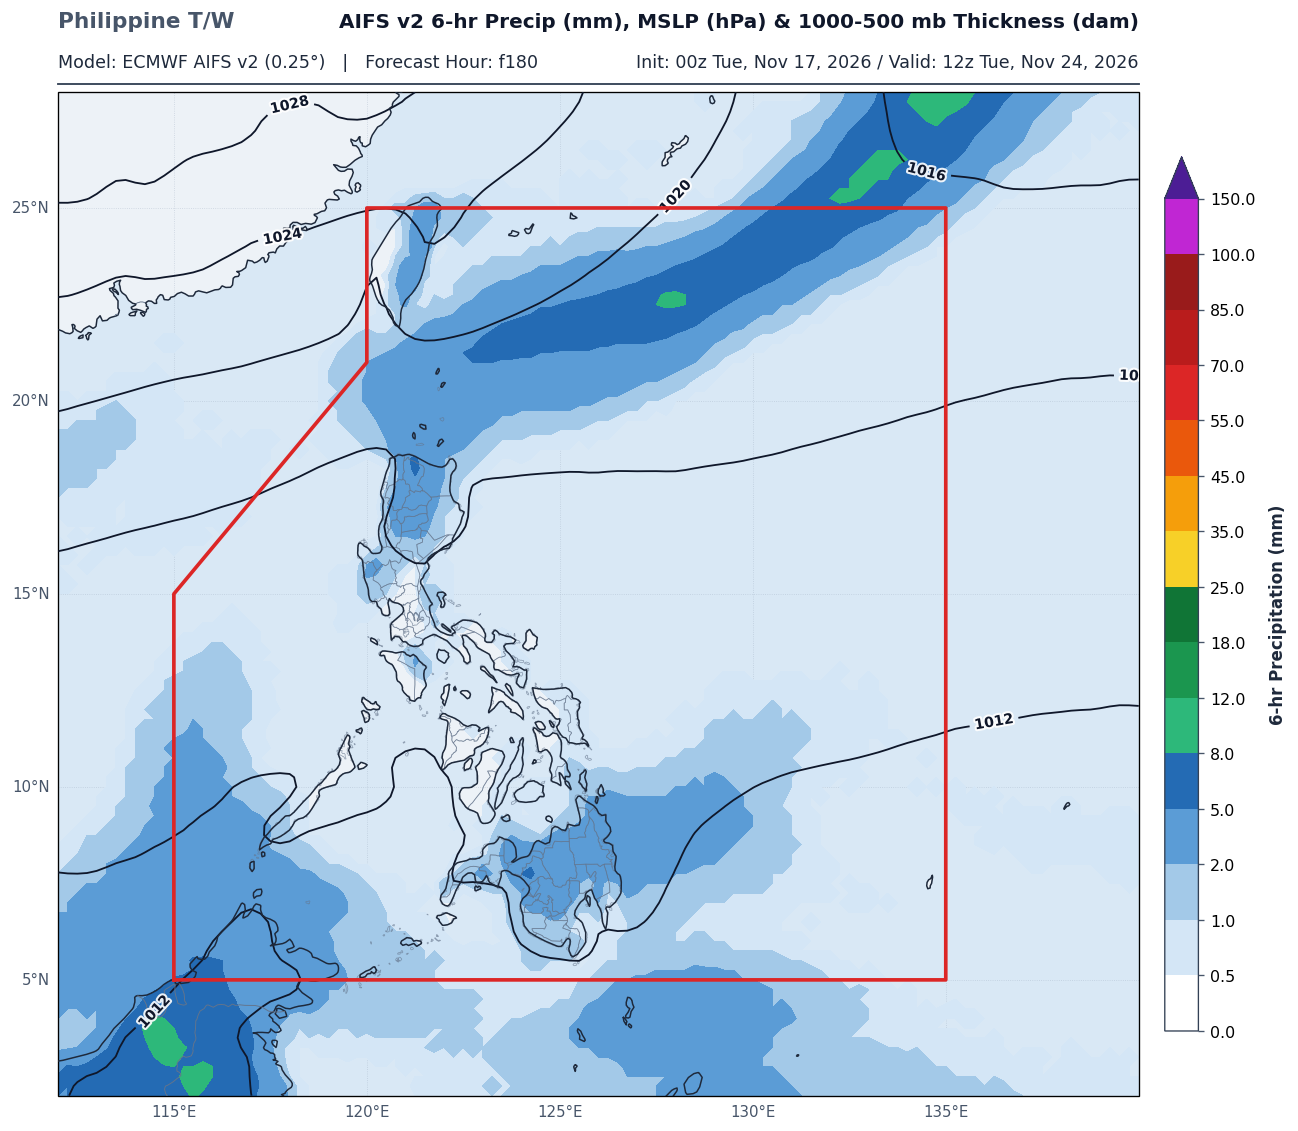 Philippine T/W
AIFS v2 6-hr Precip (mm), MSLP (hPa) & 1000-500 mb Thickness (dam)
Model: ECMWF AIFS v2 (0.25°) | Forecast Hour: f180
Init: 00z Tue, Nov 17, 2026 / Valid: 12z Tue, Nov 24, 2026
1028
1024
1020
1016
10
1012
1012
25°N
20°N
15°N
10°N
5°N
115°E
120°E
125°E
130°E
135°E
150.0
100.0
85.0
70.0
55.0
45.0
35.0
25.0
18.0
12.0
8.0
5.0
2.0
1.0
0.5
0.0
6-hr Precipitation (mm)